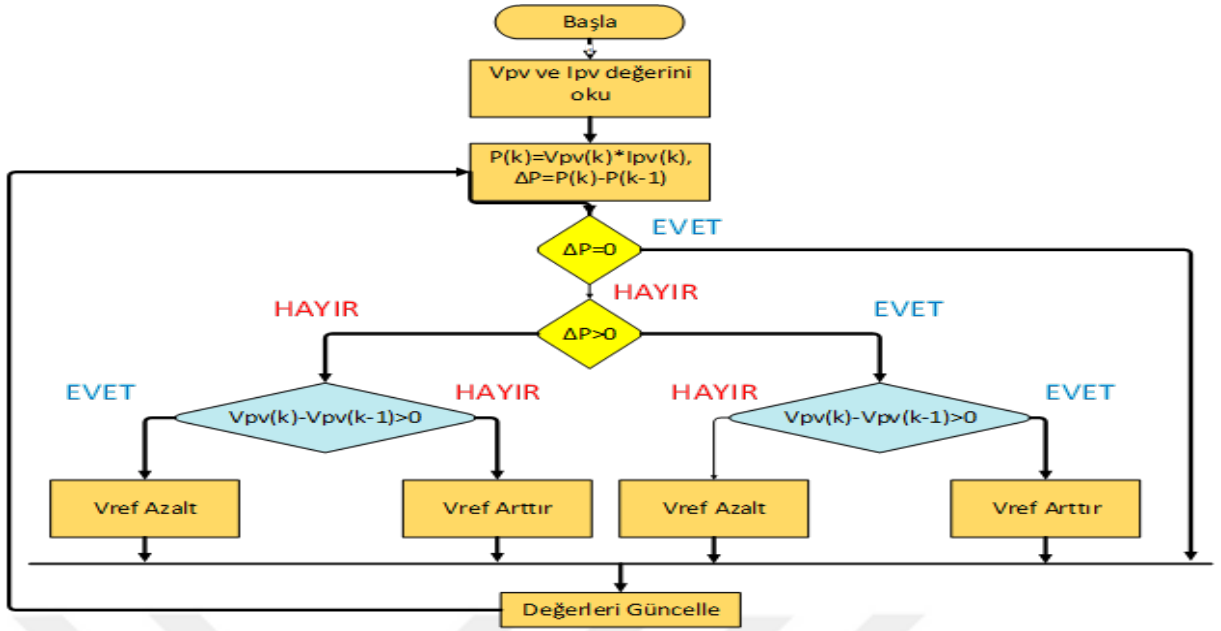 Başla
Vpv ve Ipv değerini
oku
P(k)=Vpv(k)*Ipv(k),
ΔP=P(k)-P(k-1)
EVET
ΔP=0
HAYIR
HAYIR
EVET
ΔP>0
EVET
HAYIR
HAYIR
EVET
Vpv(k)-Vpv(k-1)>0
Vpv(k)-Vpv(k-1)>0
Vref Azalt
Vref Arttır
Vref Azalt
Vref Arttır
Değerleri Güncelle